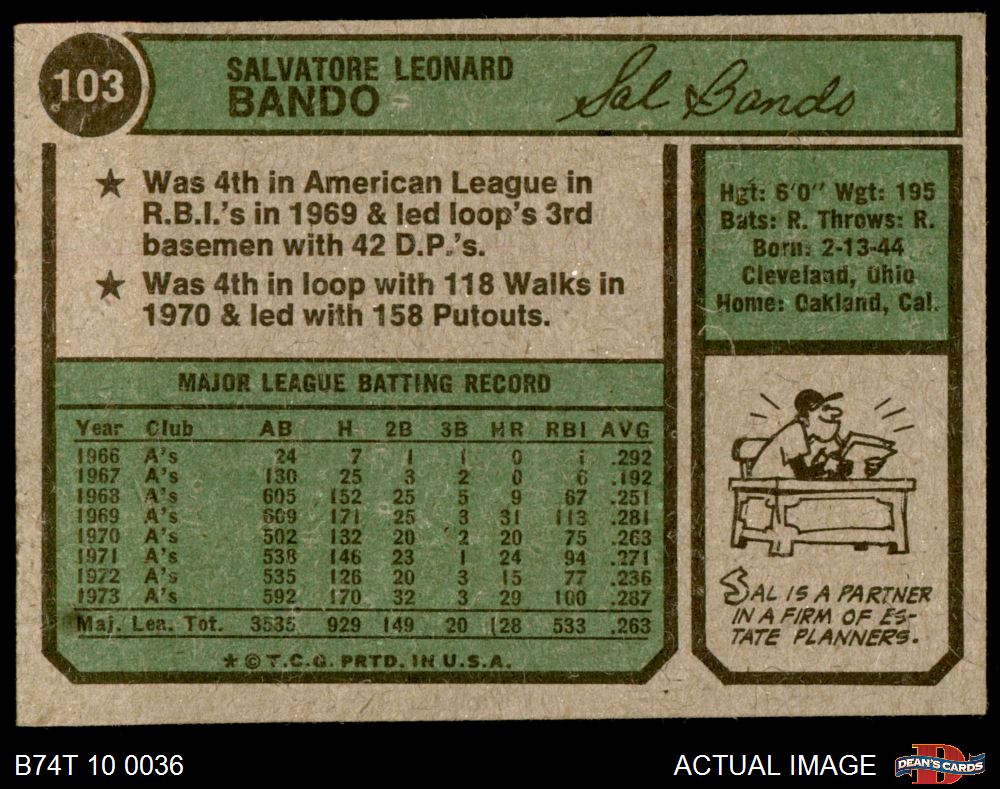 103
SALVATORE LEONARD
BANDO
Sal Bando
★ Was 4th in American League in
R.B.I.'s in 1969 & led loop's 3rd
basemen with 42 D.P.'s.
★ Was 4th in loop with 118 Walks in
1970 & led with 158 Putouts.
Hgt: 6'0" Wgt: 195
Bats: R. Throws: R.
Born: 2-13-44
Cleveland, Ohio
Home: Oakland, Cal.
MAJOR LEAGUE BATTING RECORD
Year Club AB H 2B 3B HR RBI AVG
1966 A's 24 7 1 1 0 1 .292
1967 A's 130 25 3 2 0 6 .192
1968 A's 605 152 25 5 9 67 .251
1969 A's 609 171 25 3 31 113 .281
1970 A's 502 132 20 2 20 75 .263
1971 A's 538 146 23 1 24 94 .271
1972 A's 535 126 20 3 15 77 .236
1973 A's 592 170 32 3 29 100 .287
Maj. Lea. Tot. 3535 929 149 20 128 533 .263
★ © T.C.G. PRTD. IN U.S.A.
SAL IS A PARTNER
IN A FIRM OF ES-
TATE PLANNERS.
B74T 10 0036
ACTUAL IMAGE
D
DEAN'S CARDS